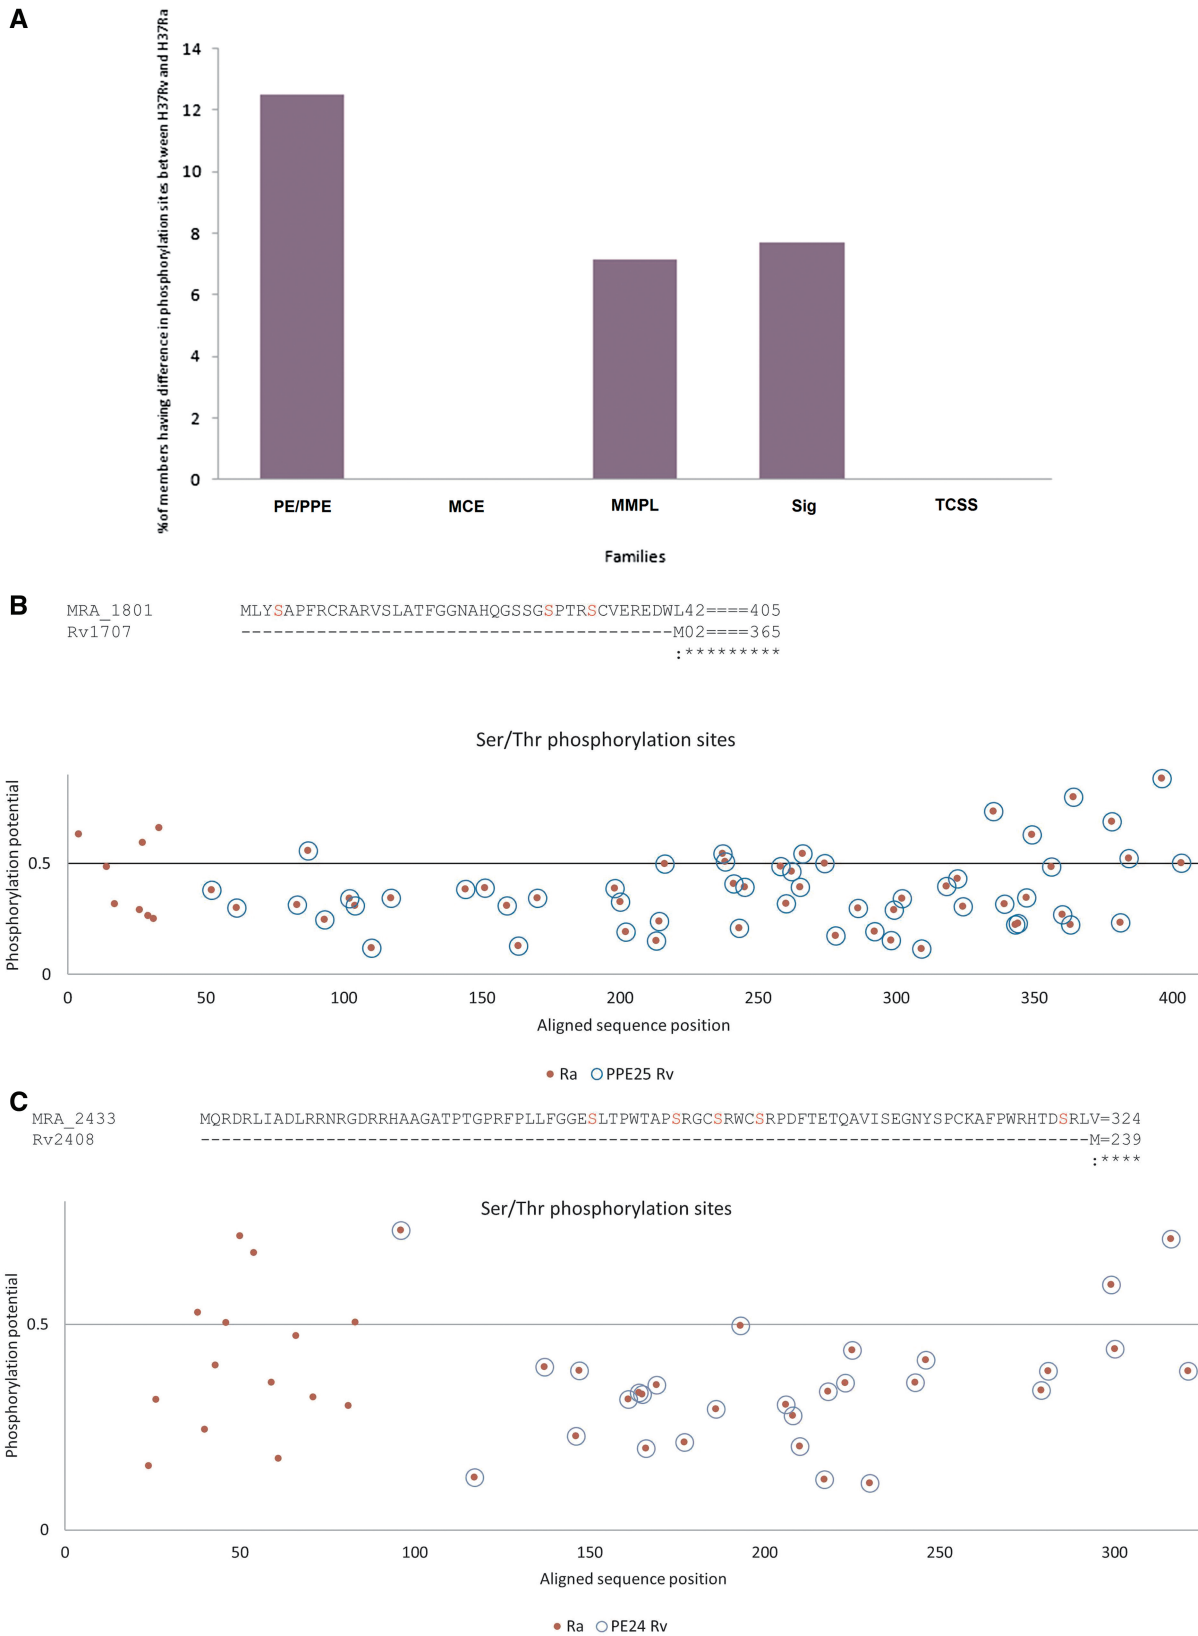 A
% of members having difference in phosphorylation sites between H37Rv and H37Ra
14
12
10
8
6
4
2
0
PE/PPE MCE MMPL Sig TCSS
Families
B
MRA_1801 MLYSAPFRCRARVSLATFGGNAHQGSSGSPTRSCVEREDWL42====405
Rv1707 -----------------------------------------M02====365
:*********
Ser/Thr phosphorylation sites
Phosphorylation potential
0.5
0
0 50 100 150 200 250 300 350 400
Aligned sequence position
Ra PPE25 Rv
C
MRA_2433 MQRDRLIADLRRNRGDRRHAAGATPTGPRFPLLFGGESLTPWTAPSRGCSRWCSRPDFTETQAVISEGNYSPCKAFPWRHTDSRLV=324
Rv2408 -------------------------------------------------------------------------------------M=239
:****
Ser/Thr phosphorylation sites
Phosphorylation potential
0.5
0
0 50 100 150 200 250 300
Aligned sequence position
Ra PE24 Rv